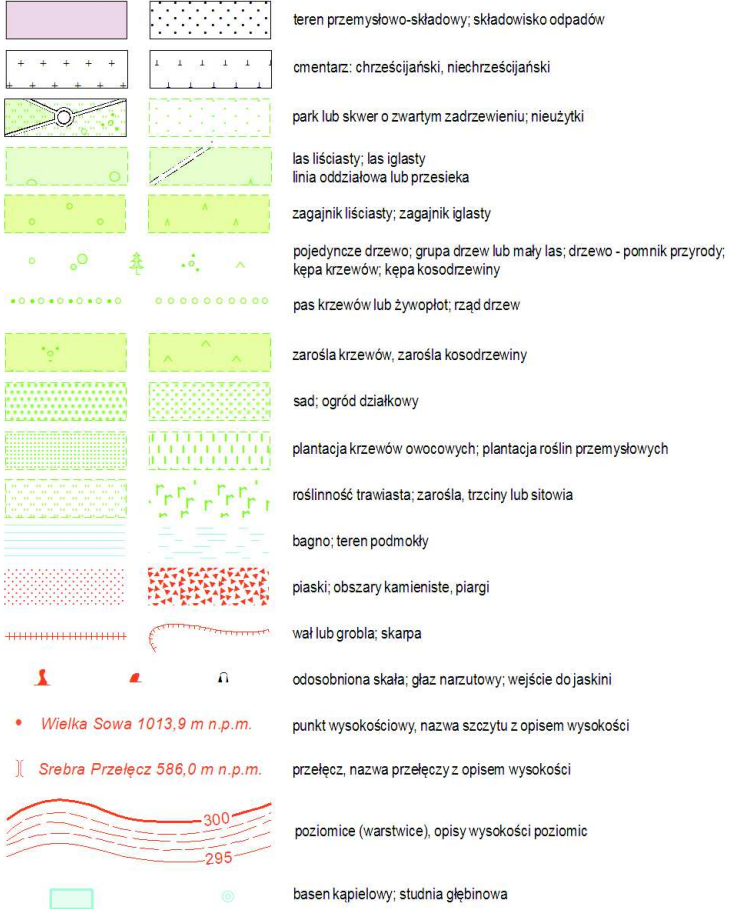 teren przemysłowo-składowy; składowisko odpadów
cmentarz: chrześcijański, niechrześcijański
park lub skwer o zwartym zadrzewieniu; nieużytki
las liściasty; las iglasty
linia oddziałowa lub przesieka
zagajnik liściasty; zagajnik iglasty
pojedyncze drzewo; grupa drzew lub mały las; drzewo - pomnik przyrody;
kępa krzewów; kępa kosodrzewiny
pas krzewów lub żywopłot; rząd drzew
zarośla krzewów, zarośla kosodrzewiny
sad; ogród działkowy
plantacja krzewów owocowych; plantacja roślin przemysłowych
roślinność trawiasta; zarośla, trzciny lub sitowia
bagno; teren podmokły
piaski; obszary kamieniste, piargi
wał lub grobla; skarpa
odosobniona skała; głaz narzutowy; wejście do jaskini
Wielka Sowa 1013,9 m n.p.m. punkt wysokościowy, nazwa szczytu z opisem wysokości
Srebra Przełęcz 586,0 m n.p.m. przełęcz, nazwa przełęczy z opisem wysokości
300
poziomice (warstwice), opisy wysokości poziomic
295
basen kąpielowy; studnia głębinowa